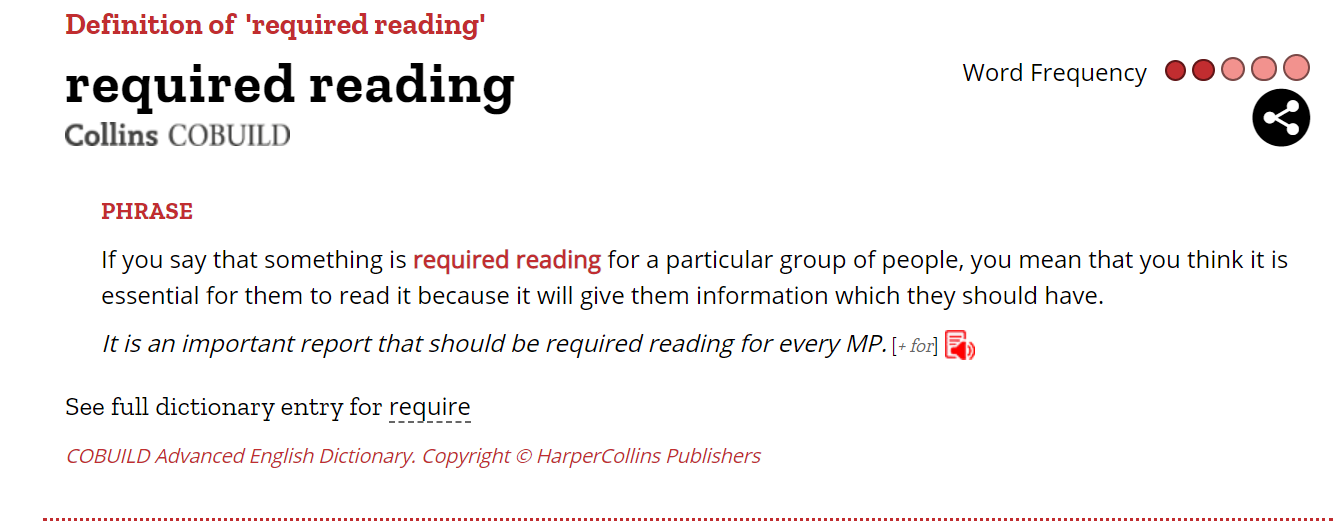 Definition of 'required reading'
required reading
Word Frequency
Collins COBUILD
PHRASE
If you say that something is required reading for a particular group of people, you mean that you think it is
essential for them to read it because it will give them information which they should have.
It is an important report that should be required reading for every MP. [+ for]
See full dictionary entry for require
COBUILD Advanced English Dictionary. Copyright © HarperCollins Publishers